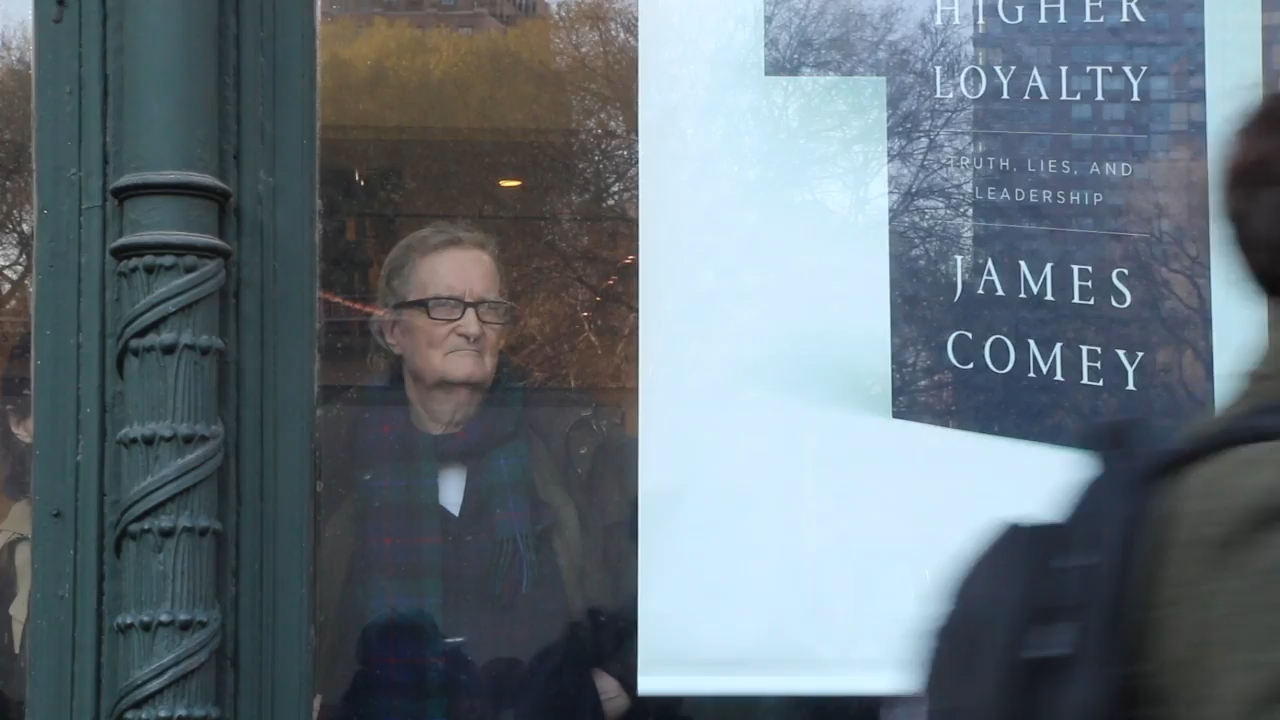 HIGHER
LOYALTY
TRUTH, LIES, AND
LEADERSHIP
JAMES
COMEY